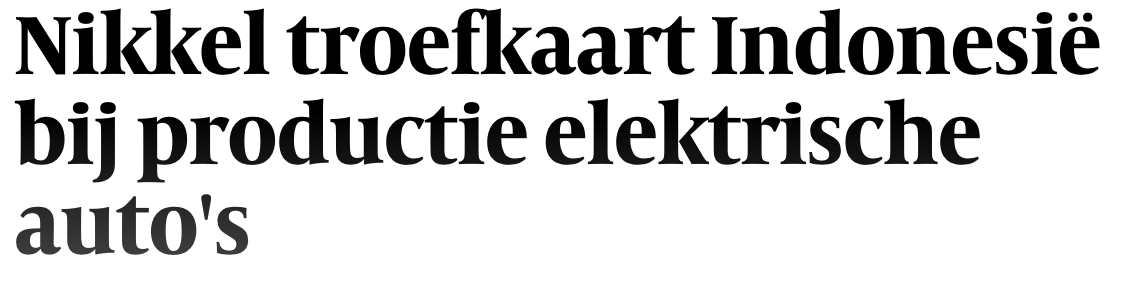 Nikkel troefkaart Indonesië
bij productie elektrische
auto's